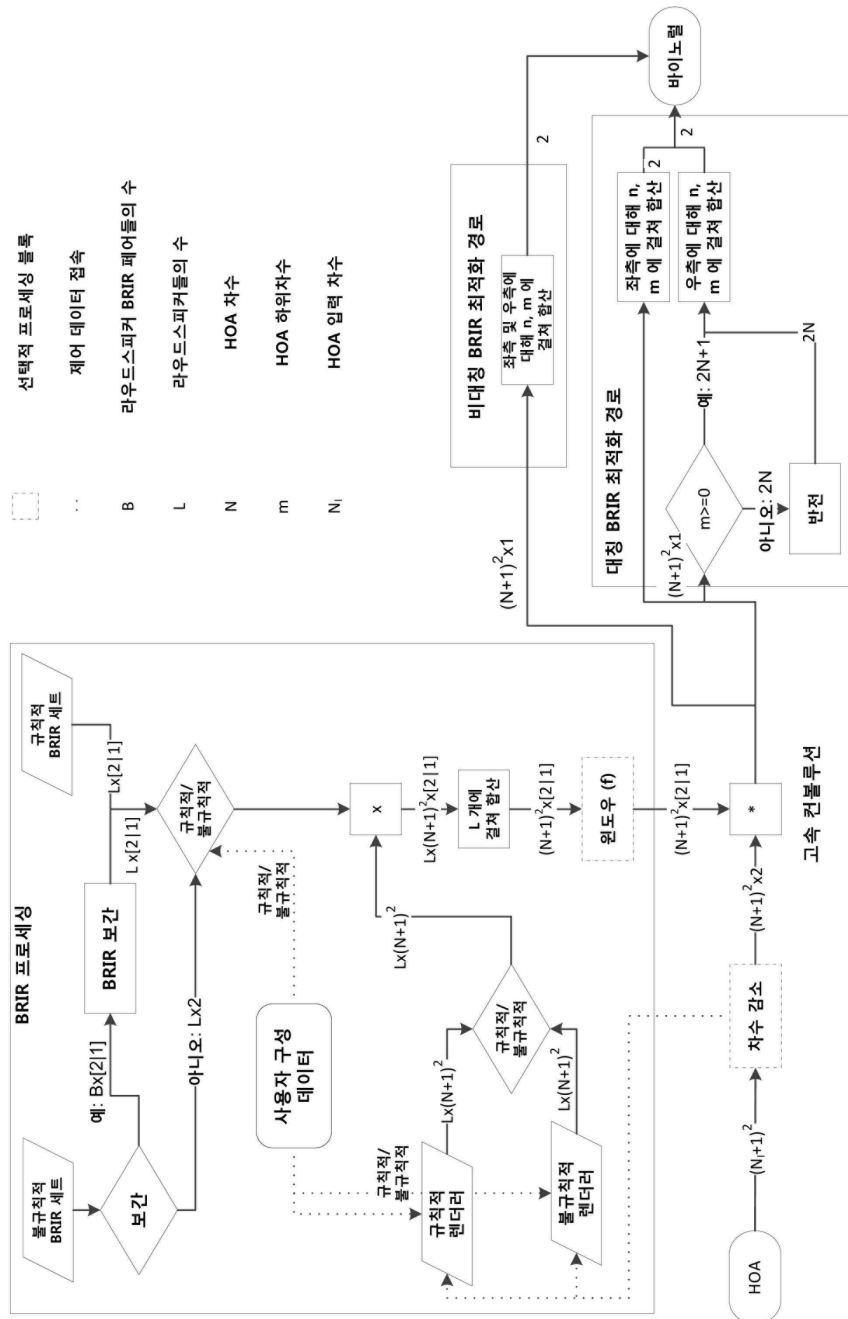 BRIR 프로세싱
불규칙적
BRIR 세트
보간
예: Bx[2|1]
아니오: Lx2
BRIR 보간
Lx[2|1]
규칙적
BRIR 세트
Lx[2|1]
규칙적/
불규칙적
사용자 구성
데이터
규칙적/
불규칙적
규칙적/
불규칙적
규칙적
렌더러
불규칙적
렌더러
Lx(N+1)²
Lx(N+1)²
규칙적/
불규칙적
Lx(N+1)²
x
Lx(N+1)²x[2|1]
L 개에
걸쳐 합산
(N+1)²x[2|1]
윈도우 (f)
(N+1)²x[2|1]
HOA
(Nᵢ+1)²
차수 감소
(N+1)²x2
*
고속 컨볼루션
(N+1)²x1
비대칭 BRIR 최적화 경로
좌측 및 우측에
대해 n, m 에
걸쳐 합산
2
(N+1)²x1
대칭 BRIR 최적화 경로
m>=0
예: 2N+1
아니오: 2N
반전
2N
좌측에 대해 n,
m 에 걸쳐 합산
우측에 대해 n,
m 에 걸쳐 합산
2
2
바이노럴
선택적 프로세싱 블록
제어 데이터 접속
B 라우드스피커 BRIR 페어들의 수
L 라우드스피커들의 수
N HOA 차수
m HOA 하위차수
Nᵢ HOA 입력 차수